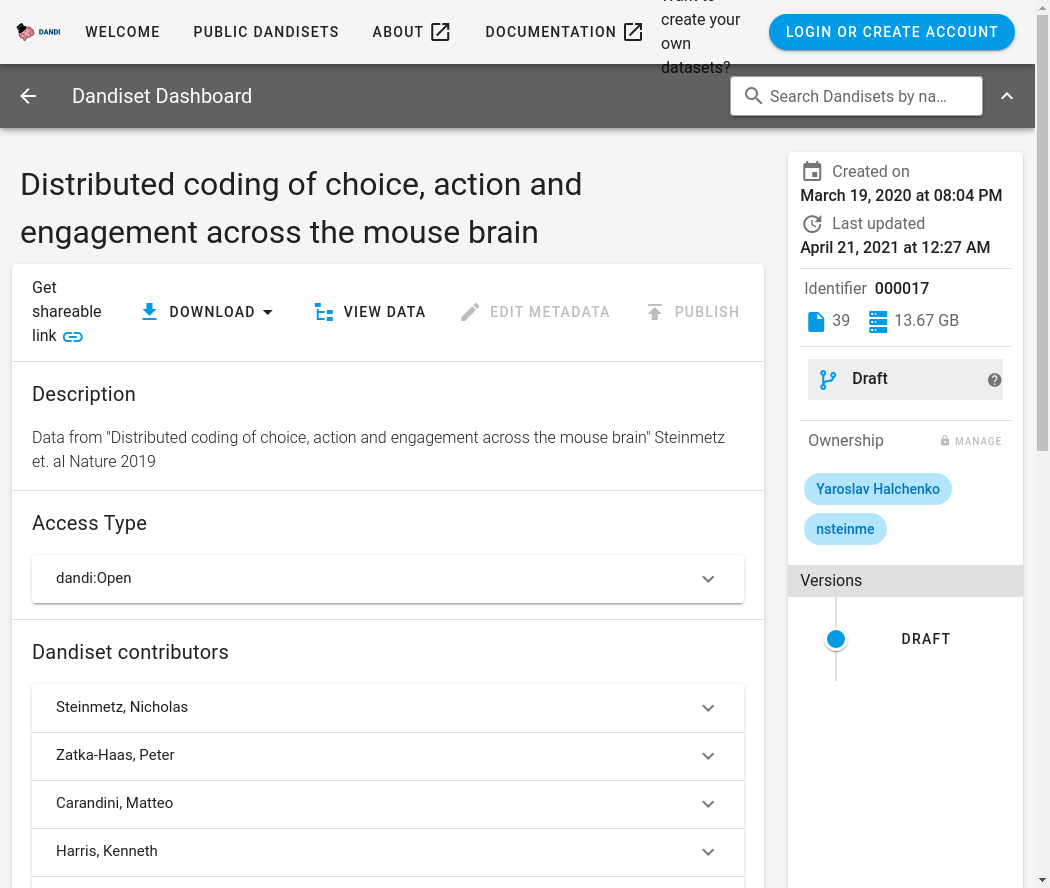 DANDI
WELCOME
PUBLIC DANDISETS
ABOUT
DOCUMENTATION
create your
own
datasets?
LOGIN OR CREATE ACCOUNT
Dandiset Dashboard
Search Dandisets by na...
Distributed coding of choice, action and
engagement across the mouse brain
Get
shareable
link
DOWNLOAD
VIEW DATA
EDIT METADATA
PUBLISH
Description
Data from "Distributed coding of choice, action and engagement across the mouse brain" Steinmetz
et. al Nature 2019
Access Type
dandi:Open
Dandiset contributors
Steinmetz, Nicholas
Zatka-Haas, Peter
Carandini, Matteo
Harris, Kenneth
Created on
March 19, 2020 at 08:04 PM
Last updated
April 21, 2021 at 12:27 AM
Identifier 000017
39 13.67 GB
Draft
Ownership
MANAGE
Yaroslav Halchenko
nsteinme
Versions
DRAFT